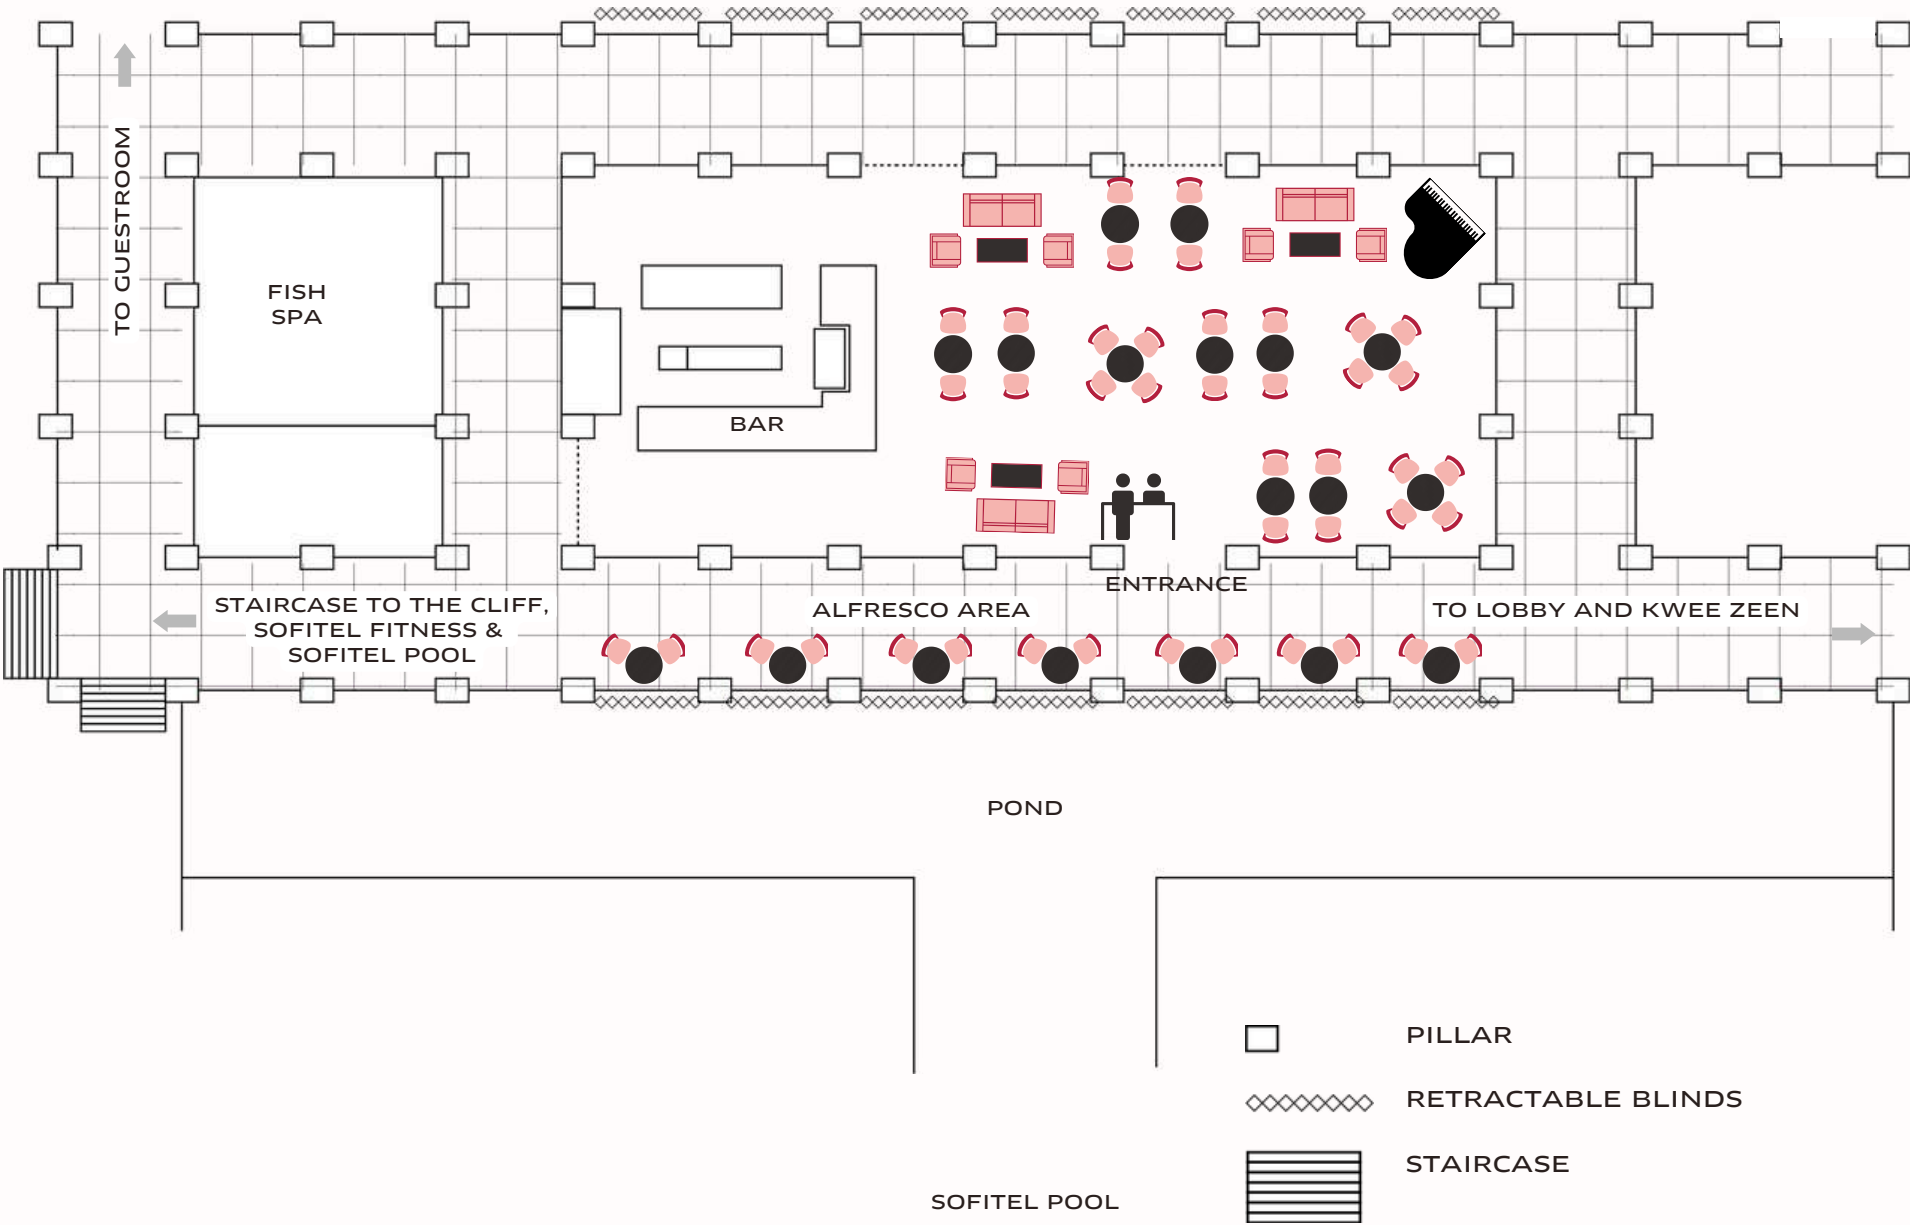 TO GUESTROOM
FISH
SPA
BAR
ENTRANCE
STAIRCASE TO THE CLIFF,
SOFITEL FITNESS &
SOFITEL POOL
ALFRESCO AREA
TO LOBBY AND KWEE ZEEN
POND
PILLAR
RETRACTABLE BLINDS
STAIRCASE
SOFITEL POOL